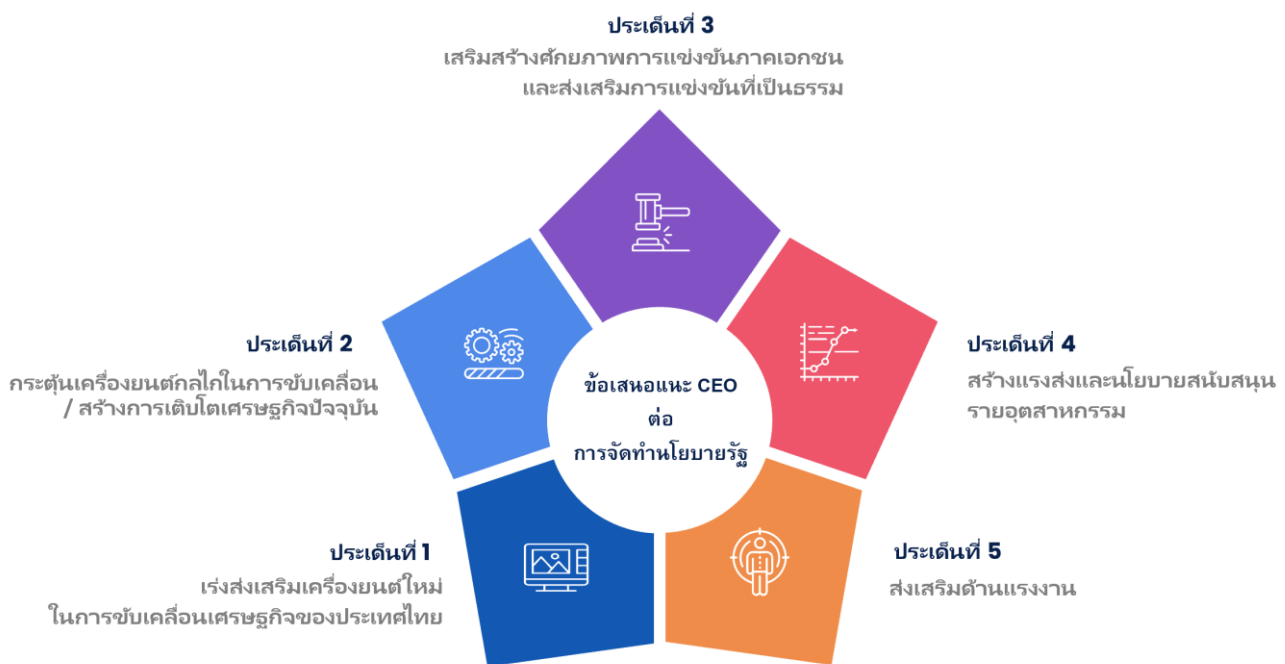 ประเด็นที่ 3
เสริมสร้างศักยภาพการแข่งขันภาคเอกชน
และส่งเสริมการแข่งขันที่เป็นธรรม
ประเด็นที่ 2
กระตุ้นเครื่องยนต์กลไกในการขับเคลื่อน
/ สร้างการเติบโตเศรษฐกิจปัจจุบัน
ประเด็นที่ 4
สร้างแรงส่งและนโยบายสนับสนุน
รายอุตสาหกรรม
ข้อเสนอแนะ CEO
ต่อ
การจัดทำนโยบายรัฐ
ประเด็นที่ 1
เร่งส่งเสริมเครื่องยนต์ใหม่
ในการขับเคลื่อนเศรษฐกิจของประเทศไทย
ประเด็นที่ 5
ส่งเสริมด้านแรงงาน